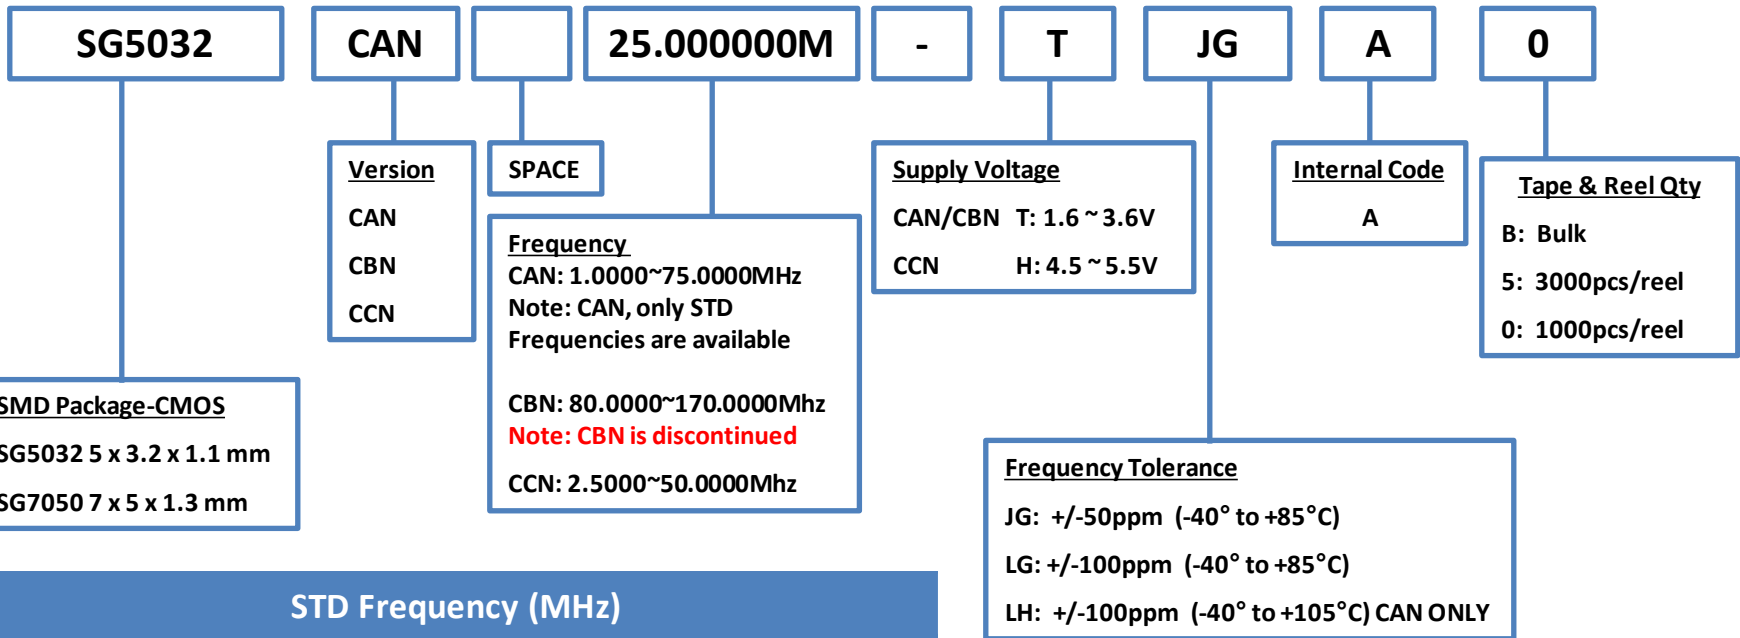 SG5032 CAN 25.000000M - T JG A 0
Version
CAN
CBN
CCN
SPACE
Frequency
CAN: 1.0000~75.0000MHz
Note: CAN, only STD
Frequencies are available
CBN: 80.0000~170.0000Mhz
Note: CBN is discontinued
CCN: 2.5000~50.0000Mhz
Supply Voltage
CAN/CBN T: 1.6 ~ 3.6V
CCN H: 4.5 ~ 5.5V
Internal Code
A
Tape & Reel Qty
B: Bulk
5: 3000pcs/reel
0: 1000pcs/reel
SMD Package-CMOS
SG5032 5 x 3.2 x 1.1 mm
SG7050 7 x 5 x 1.3 mm
Frequency Tolerance
JG: +/-50ppm (-40° to +85°C)
LG: +/-100ppm (-40° to +85°C)
LH: +/-100ppm (-40° to +105°C) CAN ONLY
STD Frequency (MHz)